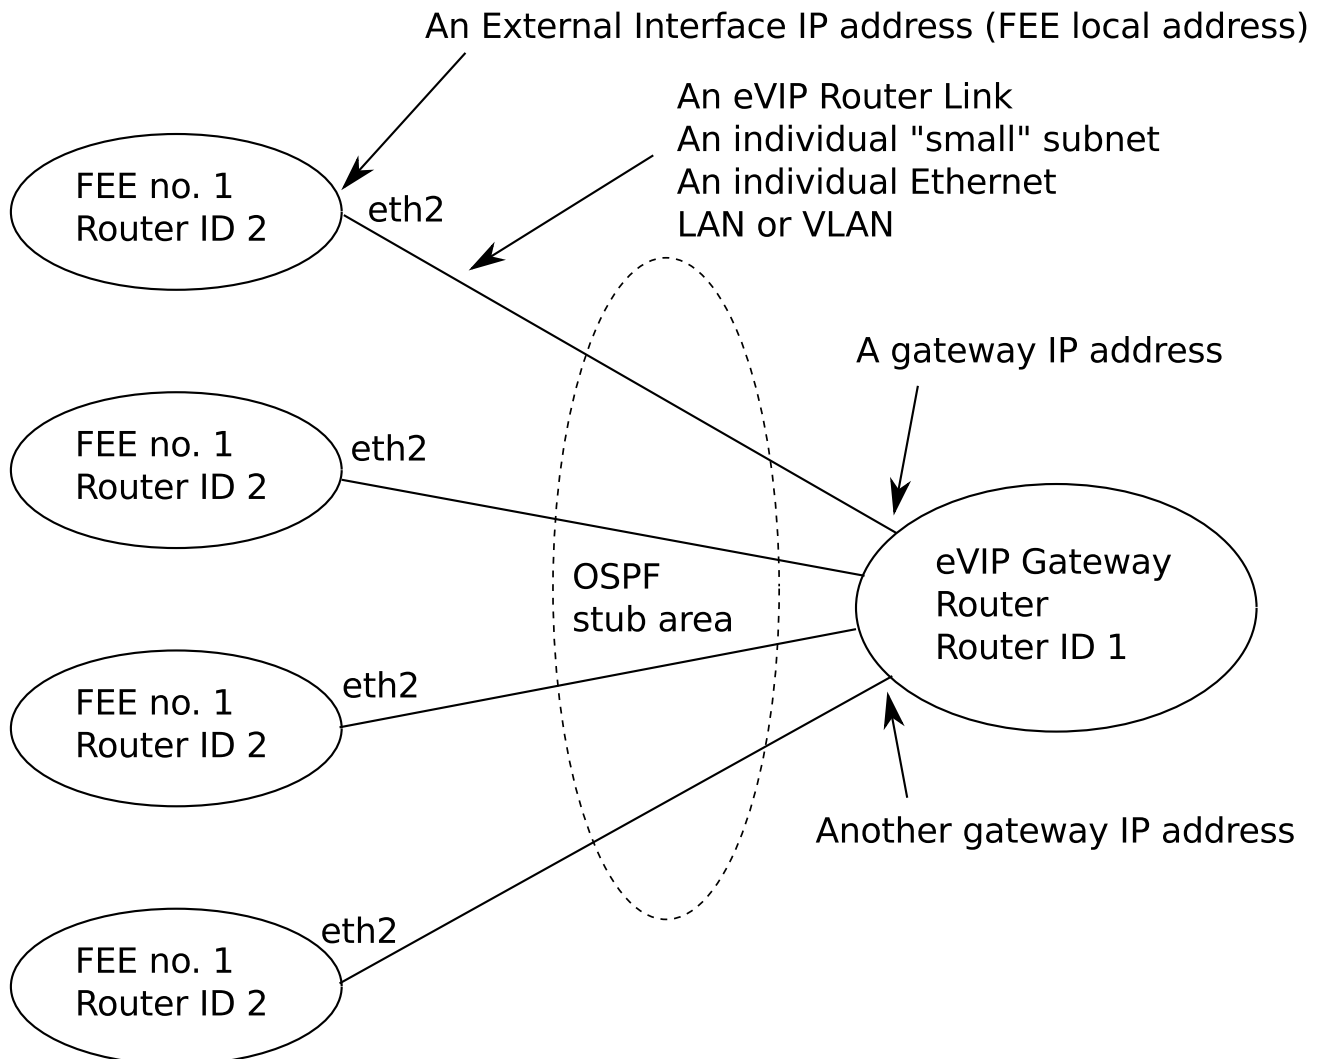 An External Interface IP address (FEE local address)
An eVIP Router Link
An individual "small" subnet
An individual Ethernet
LAN or VLAN
FEE no. 1
Router ID 2
eth2
A gateway IP address
FEE no. 1
Router ID 2
eth2
OSPF
stub area
eVIP Gateway
Router
Router ID 1
FEE no. 1
Router ID 2
eth2
Another gateway IP address
FEE no. 1
Router ID 2
eth2